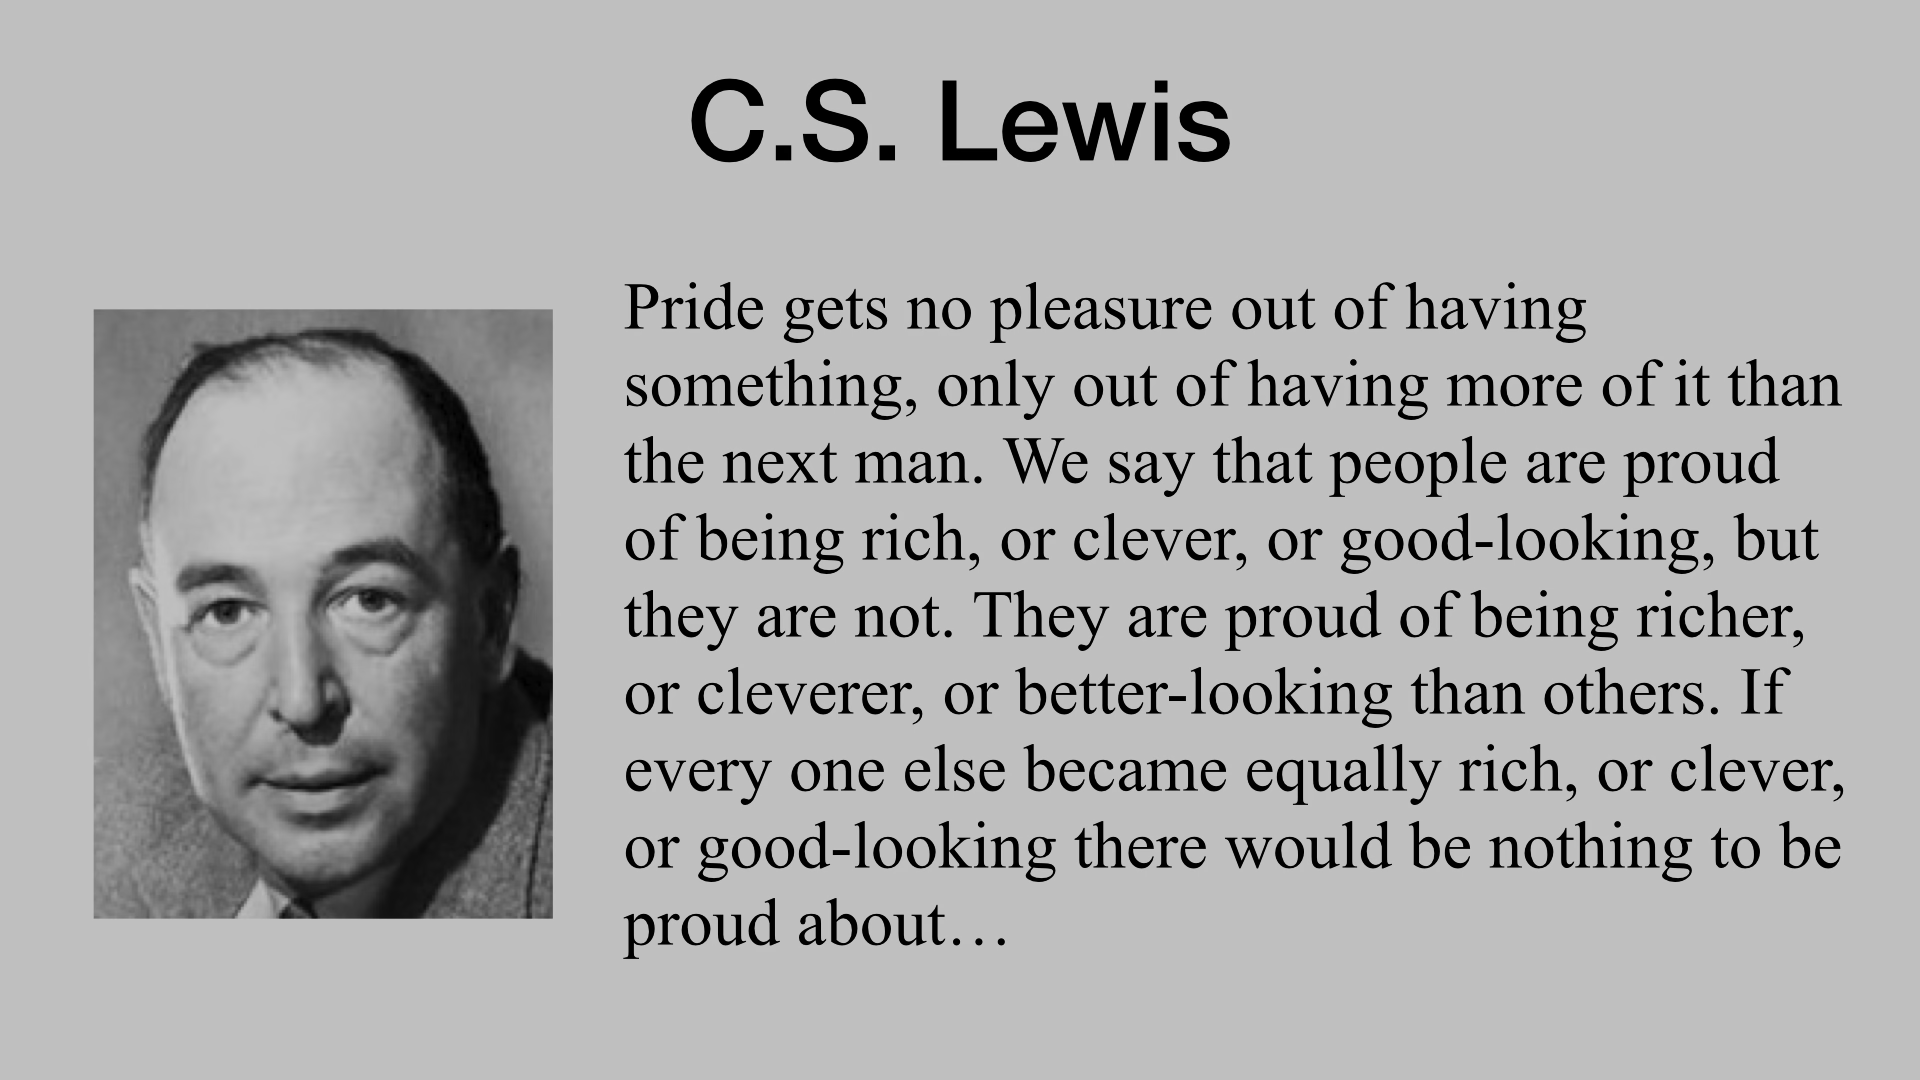 C.S. Lewis
Pride gets no pleasure out of having
something, only out of having more of it than
the next man. We say that people are proud
of being rich, or clever, or good-looking, but
they are not. They are proud of being richer,
or cleverer, or better-looking than others. If
every one else became equally rich, or clever,
or good-looking there would be nothing to be
proud about…